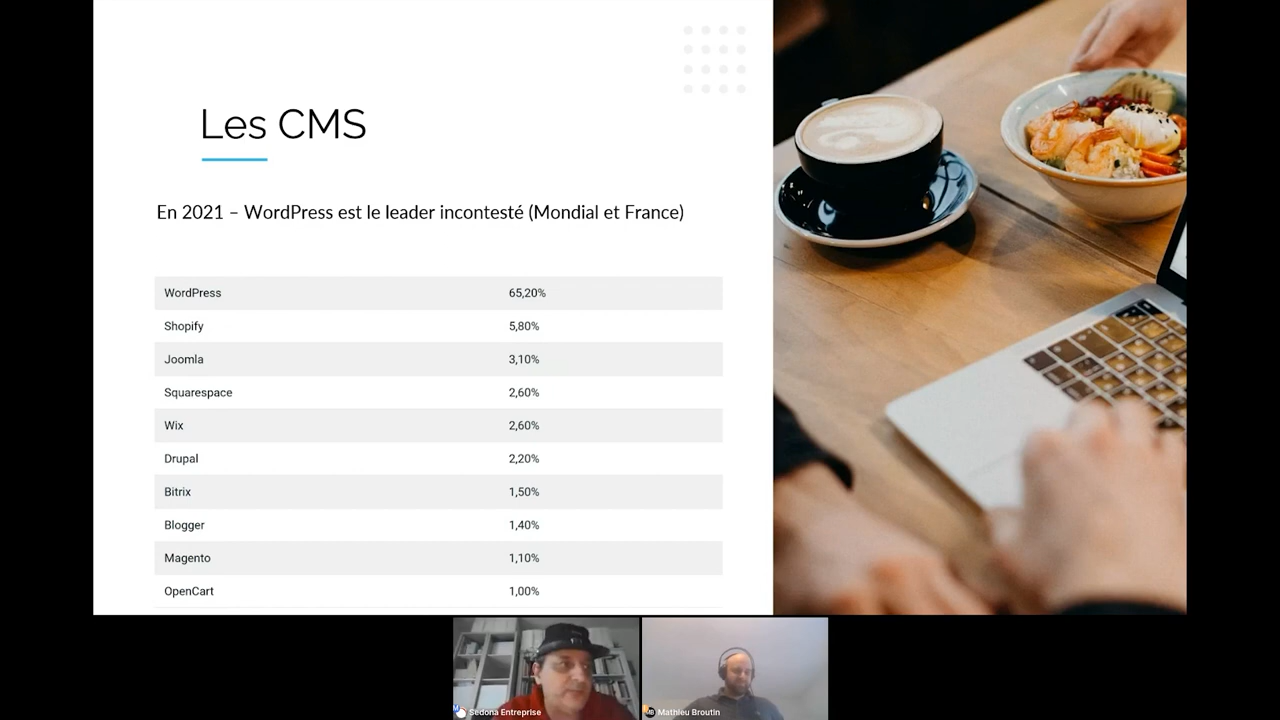 Les CMS
En 2021 – WordPress est le leader incontesté (Mondial et France)
WordPress 65,20%
Shopify 5,80%
Joomla 3,10%
Squarespace 2,60%
Wix 2,60%
Drupal 2,20%
Bitrix 1,50%
Blogger 1,40%
Magento 1,10%
OpenCart 1,00%
Sedona Entreprise
Mathieu Broutin